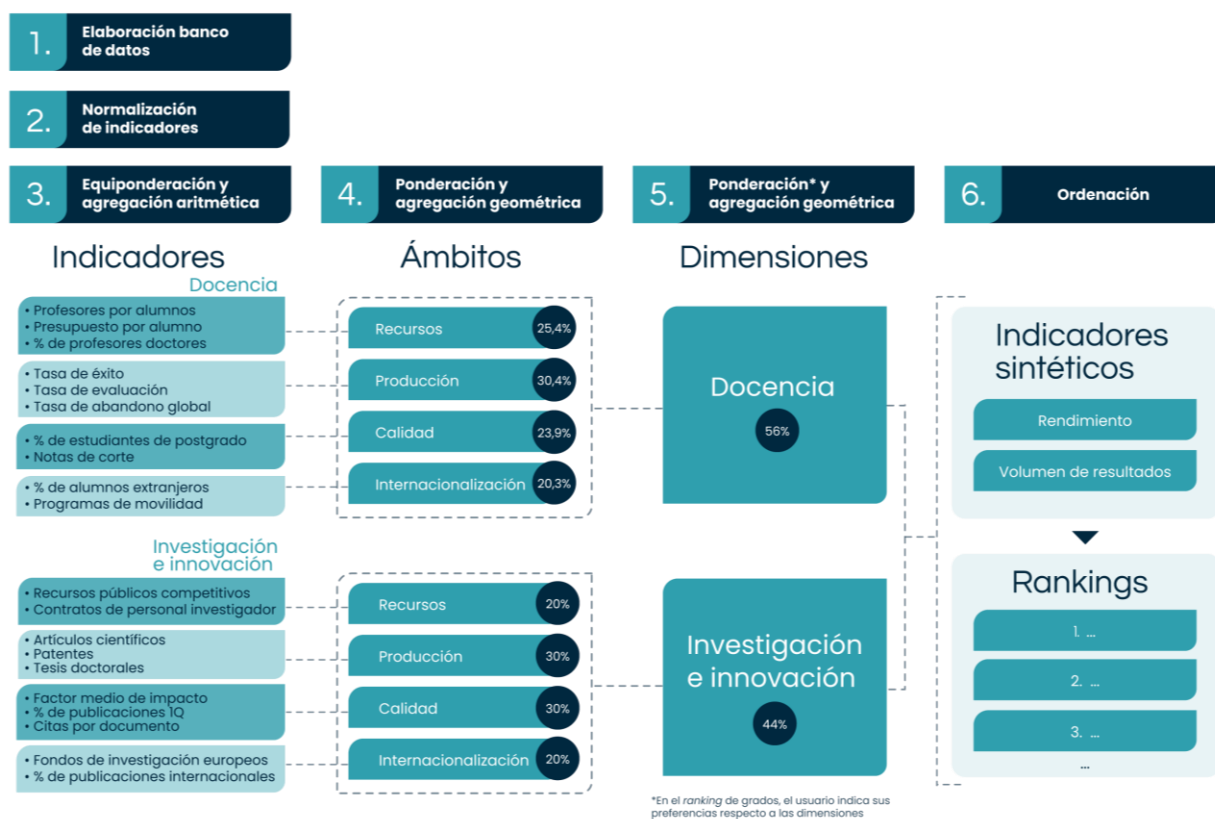 1.
Elaboración banco
de datos
2.
Normalización
de indicadores
3.
Equiponderación y
agregación aritmética
4.
Ponderación y
agregación geométrica
5.
Ponderación* y
agregación geométrica
6.
Ordenación
Indicadores
Docencia
• Profesores por alumnos
• Presupuesto por alumno
• % de profesores doctores
• Tasa de éxito
• Tasa de evaluación
• Tasa de abandono global
• % de estudiantes de postgrado
• Notas de corte
• % de alumnos extranjeros
• Programas de movilidad
Investigación
e innovación
• Recursos públicos competitivos
• Contratos de personal investigador
• Artículos científicos
• Patentes
• Tesis doctorales
• Factor medio de impacto
• % de publicaciones 1Q
• Citas por documento
• Fondos de investigación europeos
• % de publicaciones internacionales
Ámbitos
Recursos 25,4%
Producción 30,4%
Calidad 23,9%
Internacionalización 20,3%
Recursos 20%
Producción 30%
Calidad 30%
Internacionalización 20%
Dimensiones
Docencia
56%
Investigación
e innovación
44%
*En el ranking de grados, el usuario indica sus
preferencias respecto a las dimensiones
Indicadores
sintéticos
Rendimiento
Volumen de resultados
Rankings
1. ...
2. ...
3. ...
...